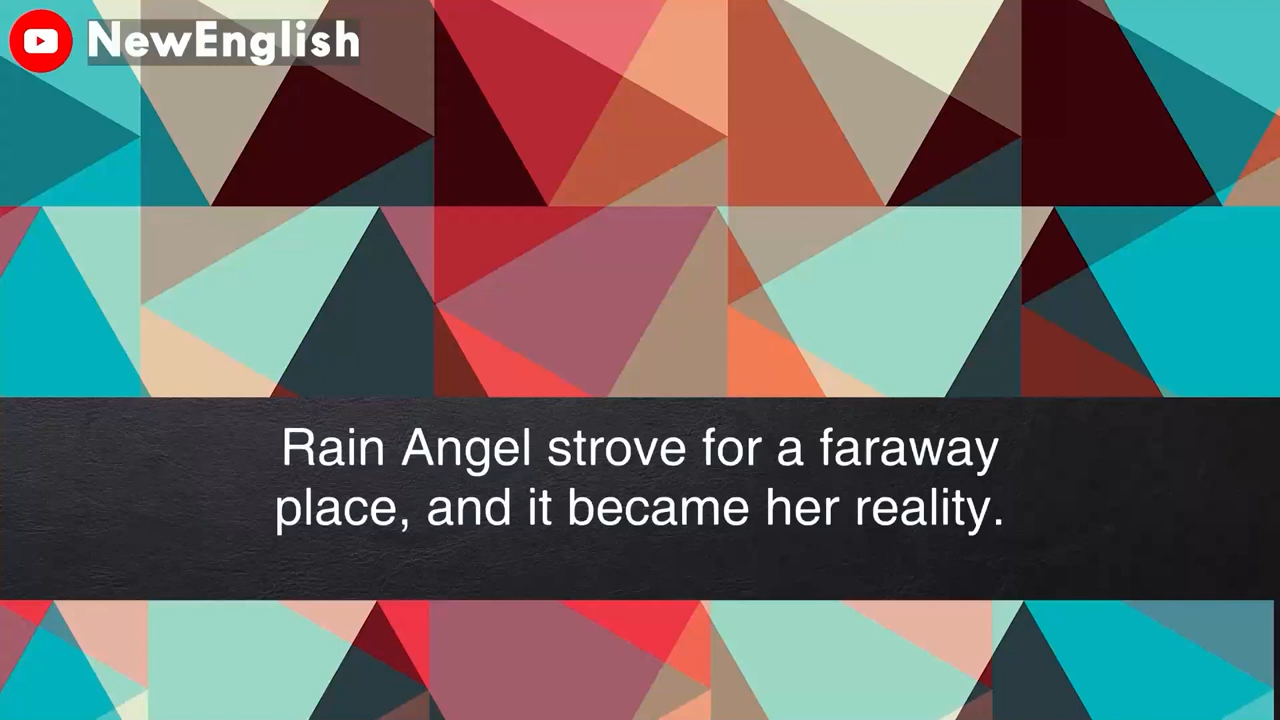 NewEnglish
Rain Angel strove for a faraway
place, and it became her reality.